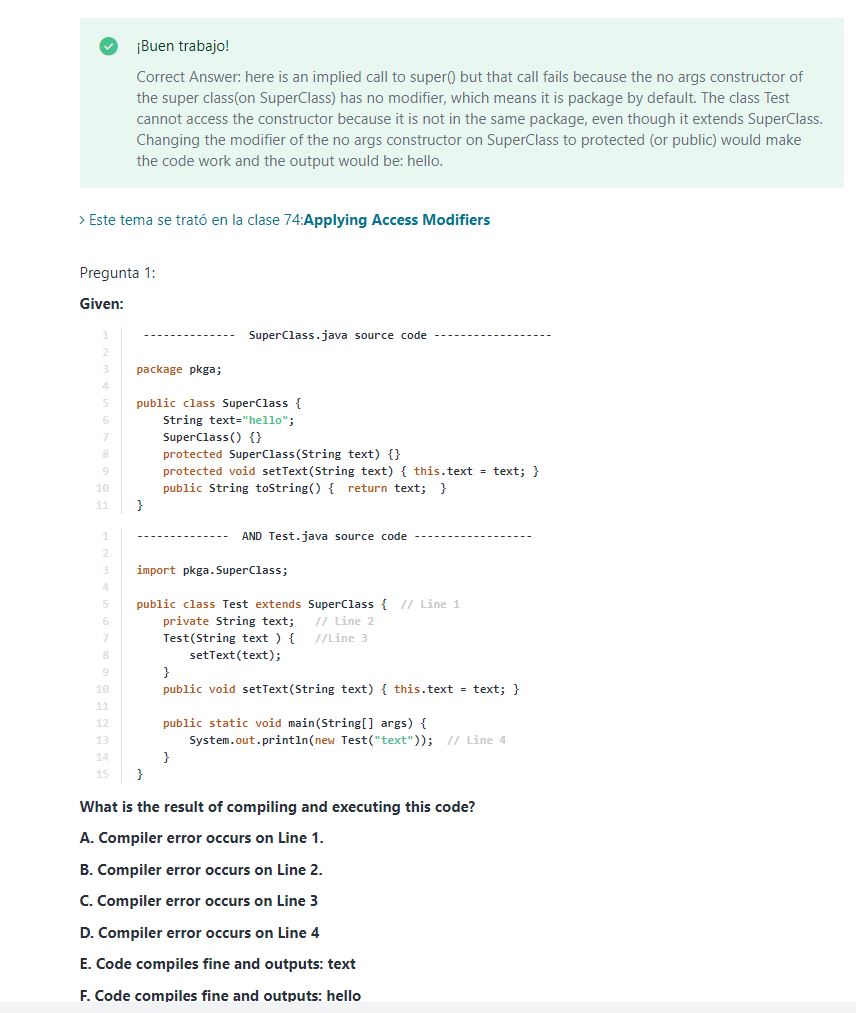 ¡Buen trabajo!
Correct Answer: here is an implied call to super() but that call fails because the no args constructor of
the super class(on SuperClass) has no modifier, which means it is package by default. The class Test
cannot access the constructor because it is not in the same package, even though it extends SuperClass.
Changing the modifier of the no args constructor on SuperClass to protected (or public) would make
the code work and the output would be: hello.
> Este tema se trató en la clase 74:Applying Access Modifiers
Pregunta 1:
Given:
1 -------------- SuperClass.java source code ------------------
2
3 package pkga;
4
5 public class SuperClass {
6 String text="hello";
7 SuperClass() {}
8 protected SuperClass(String text) {}
9 protected void setText(String text) { this.text = text; }
10 public String toString() { return text; }
11 }
1 -------------- AND Test.java source code ------------------
2
3 import pkga.SuperClass;
4
5 public class Test extends SuperClass { // Line 1
6 private String text; // Line 2
7 Test(String text ) { //Line 3
8 setText(text);
9 }
10 public void setText(String text) { this.text = text; }
11
12 public static void main(String[] args) {
13 System.out.println(new Test("text")); // Line 4
14 }
15 }
What is the result of compiling and executing this code?
A. Compiler error occurs on Line 1.
B. Compiler error occurs on Line 2.
C. Compiler error occurs on Line 3
D. Compiler error occurs on Line 4
E. Code compiles fine and outputs: text
F. Code compiles fine and outputs: hello